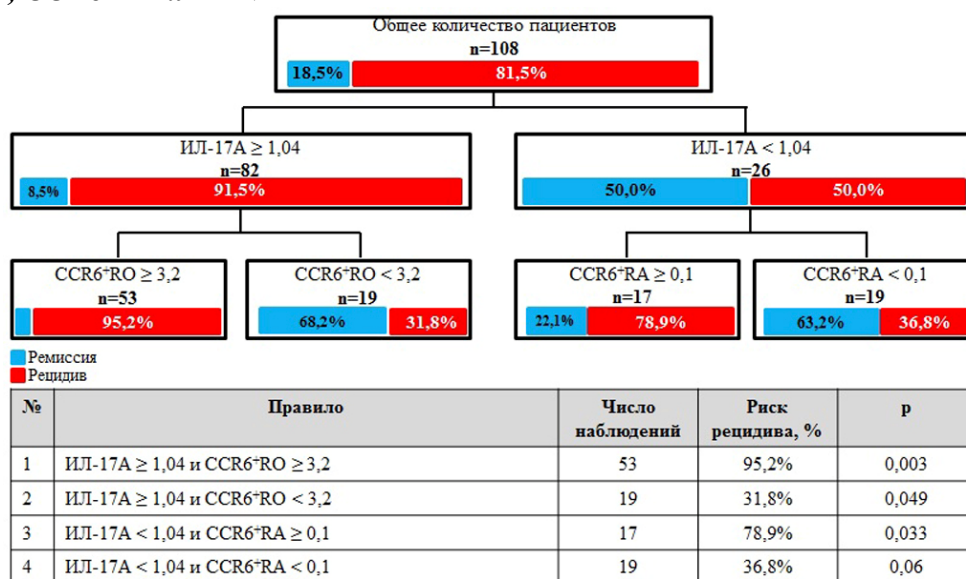 Общее количество пациентов
n=108
18,5% 81,5%
ИЛ-17А ≥ 1,04 ИЛ-17А < 1,04
n=82 n=26
8,5% 91,5% 50,0% 50,0%
CCR6⁺RO ≥ 3,2 CCR6⁺RO < 3,2 CCR6⁺RA ≥ 0,1 CCR6⁺RA < 0,1
n=53 n=19 n=17 n=19
95,2% 68,2% 31,8% 22,1% 78,9% 63,2% 36,8%
Ремиссия
Рецидив
№ Правило Число наблюдений Риск рецидива, % p
1 ИЛ-17А ≥ 1,04 и CCR6⁺RO ≥ 3,2 53 95,2% 0,003
2 ИЛ-17А ≥ 1,04 и CCR6⁺RO < 3,2 19 31,8% 0,049
3 ИЛ-17А < 1,04 и CCR6⁺RA ≥ 0,1 17 78,9% 0,033
4 ИЛ-17А < 1,04 и CCR6⁺RA < 0,1 19 36,8% 0,06